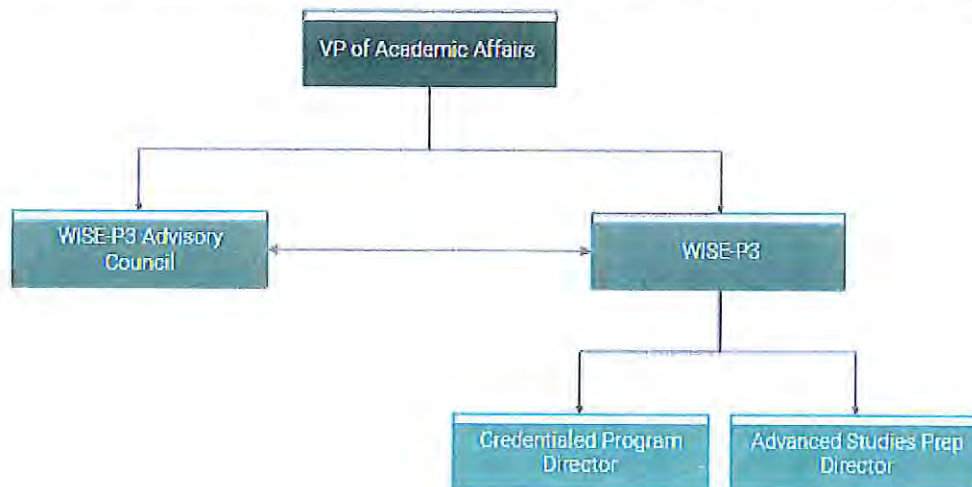 VP of Academic Affairs
WISE-P3 Advisory
Council
WISE-P3
Credentialed Program
Director
Advanced Studies Prep
Director